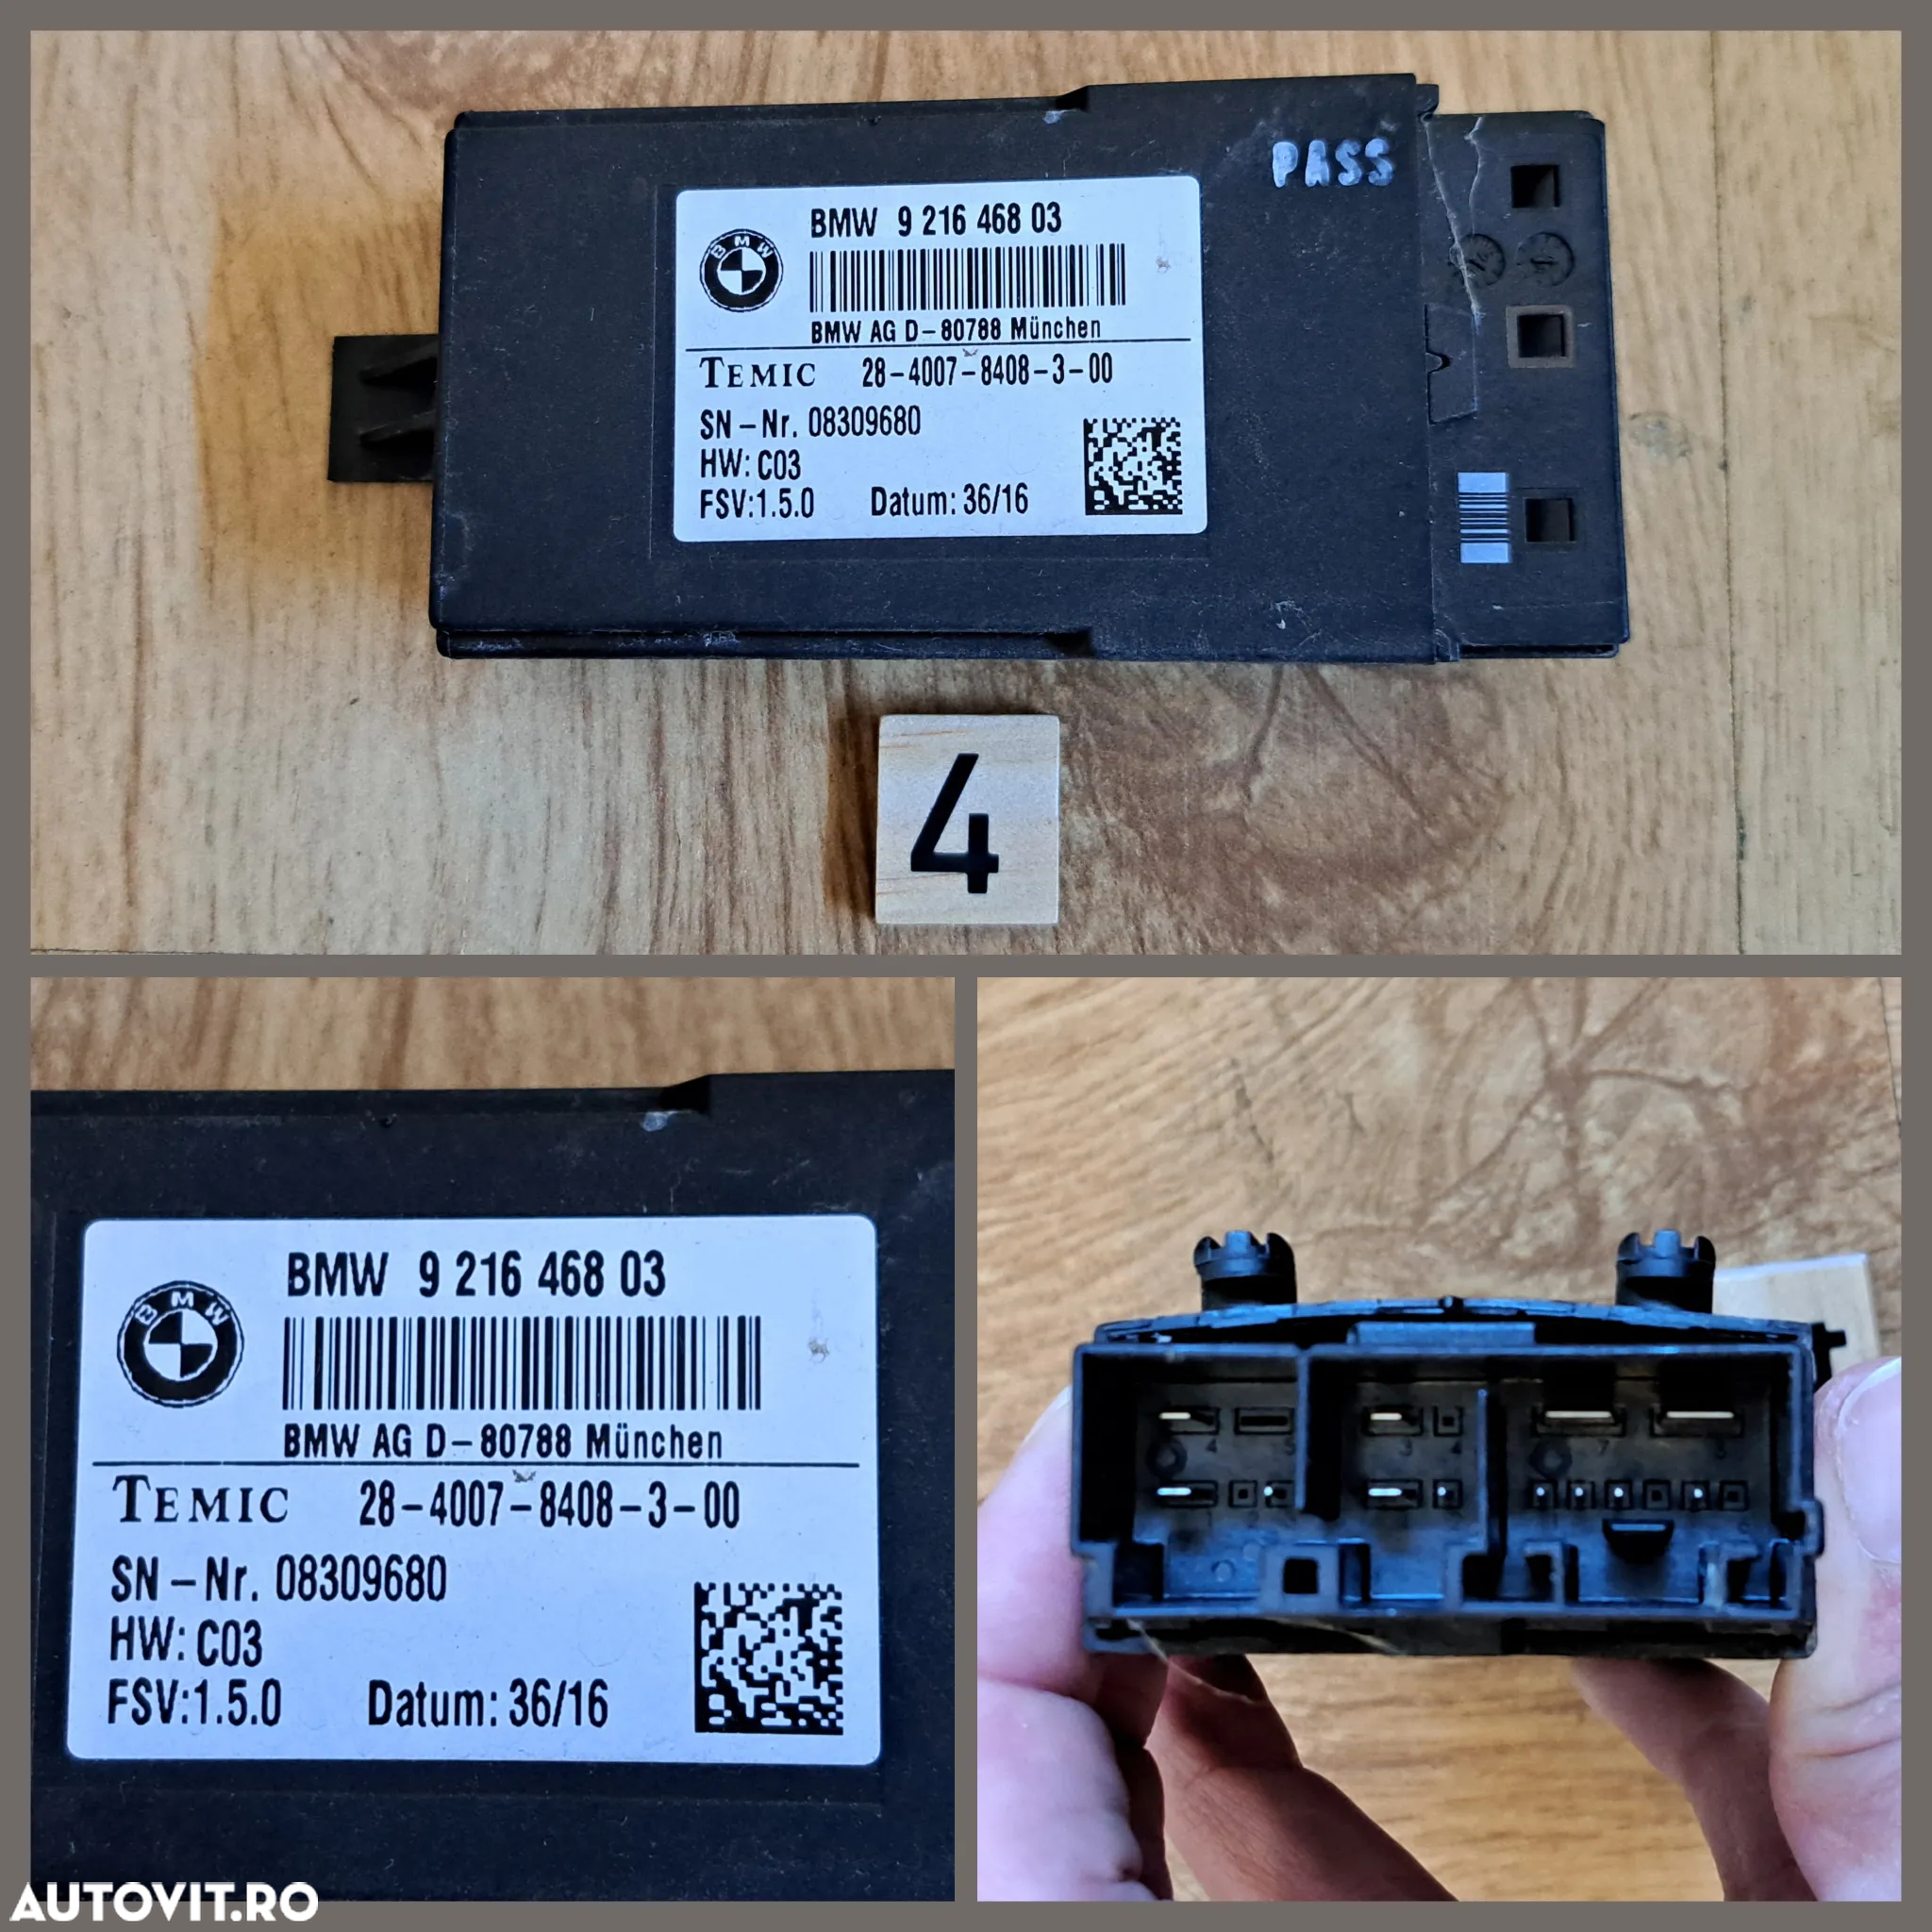 PASS
BMW 9 216 468 03
BMW
BMW AG D-80788 München
TEMIC 28-4007-8408-3-00
SN-Nr. 08309680
HW: C03
FSV:1.5.0 Datum: 36/16
4
BMW 9 216 468 03
BMW
BMW AG D-80788 München
TEMIC 28-4007-8408-3-00
SN-Nr. 08309680
HW: C03
FSV:1.5.0 Datum: 36/16
AUTOVIT.RO